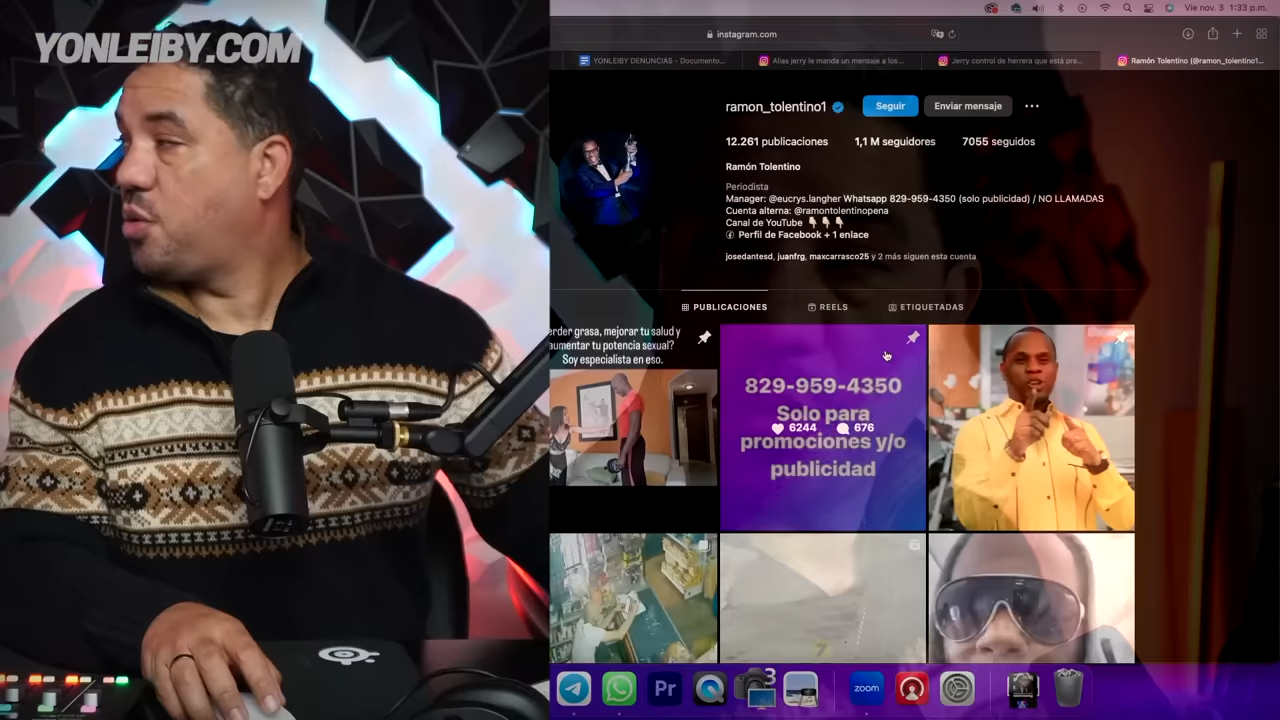 YONLEIBY.COM
Vie nov. 3 1:33 p.m.
instagram.com
YONLEIBY DENUNCIAS - Documento...
Alias jerry le manda un mensaje a los...
Jerry control de herrera que está pre...
Ramón Tolentino (@ramon_tolentino1...
ramon_tolentino1
Seguir
Enviar mensaje
12.261 publicaciones
1,1 M seguidores
7055 seguidos
Ramón Tolentino
Periodista
Manager: @eucrys.langher Whatsapp 829-959-4350 (solo publicidad) / NO LLAMADAS
Cuenta alterna: @ramontolentinopena
Canal de YouTube 👇🏿👇🏿👇🏿
Perfil de Facebook + 1 enlace
josedantesd, juanfrg, maxcarrasco25 y 2 más siguen esta cuenta
PUBLICACIONES
REELS
ETIQUETADAS
erder grasa, mejorar tu salud y
aumentar tu potencia sexual?
Soy especialista en eso.
829-959-4350
Solo para
6244
676
promociones y/o
publicidad
Pr
zoom
3